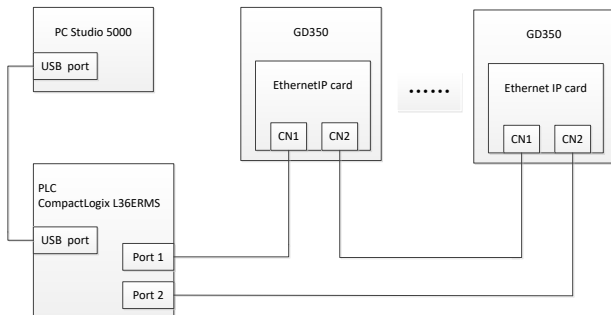 PC Studio 5000
USB port
GD350
EthernetIP card
CN1
CN2
......
GD350
Ethernet IP card
CN1
CN2
PLC
CompactLogix L36ERMS
USB port
Port 1
Port 2